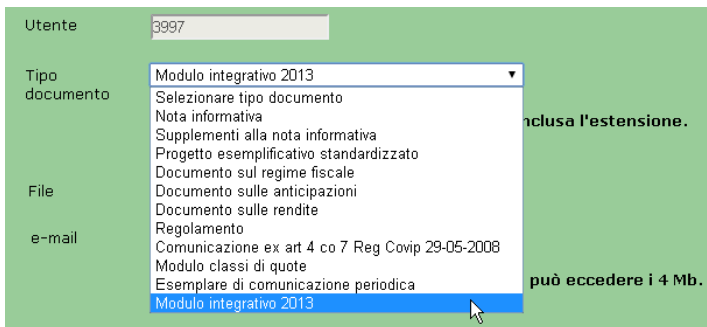 Utente
3997
Tipo documento
Modulo integrativo 2013
Selezionare tipo documento
Nota informativa
Supplementi alla nota informativa
Progetto esemplificativo standardizzato
Documento sul regime fiscale
Documento sulle anticipazioni
Documento sulle rendite
Regolamento
Comunicazione ex art 4 co 7 Reg Covip 29-05-2008
Modulo classi di quote
Esemplare di comunicazione periodica
Modulo integrativo 2013
l'estensione.
File
e-mail
può eccedere i 4 Mb.